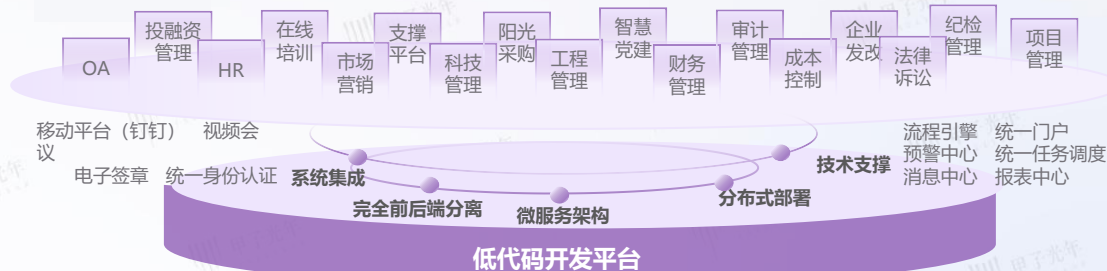 OA
投融资
管理
HR
在线
培训
市场
营销
支撑
平台
科技
管理
阳光
采购
工程
管理
智慧
党建
财务
管理
审计
管理
成本
控制
企业
发改
法律
诉讼
纪检
管理
项目
管理
移动平台（钉钉） 视频会
议
电子签章 统一身份认证
系统集成
完全前后端分离
微服务架构
分布式部署
技术支撑
流程引擎 统一门户
预警中心 统一任务调度
消息中心 报表中心
低代码开发平台
甲子光年